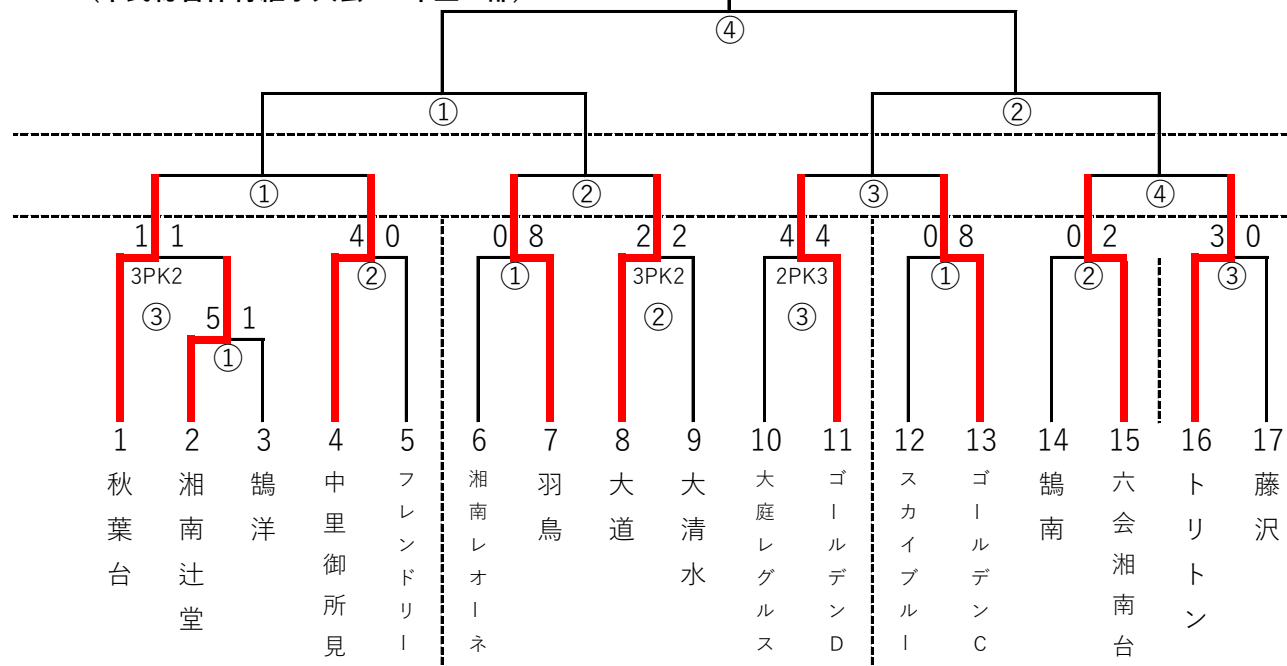 ④
① ②
① ② ③ ④
1 1 4 0 0 8 2 2 4 4 0 8 0 2 3 0
3PK2 ② ① 3PK2 2PK3 ① ② ③
③ 5 1 ② ③
①
1 2 3 4 5 6 7 8 9 10 11 12 13 14 15 16 17
秋葉台
湘南辻堂
鵠洋
中里御所見
フレンドリー
湘南レオーネ
羽鳥
大道
大清水
大庭レグルス
ゴールデンD
スカイブルー
ゴールデンC
鵠南
六会湘南台
トリトン
藤沢